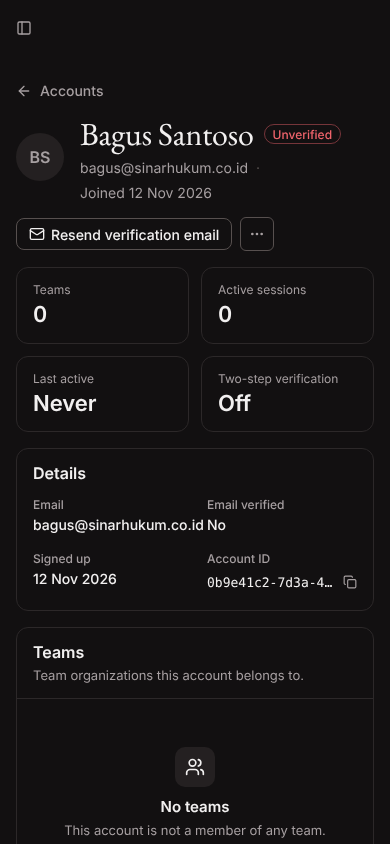 Accounts
BS
Bagus Santoso
Unverified
bagus@sinarhukum.co.id ·
Joined 12 Nov 2026
Resend verification email
Teams
0
Active sessions
0
Last active
Never
Two-step verification
Off
Details
Email
bagus@sinarhukum.co.id
Email verified
No
Signed up
12 Nov 2026
Account ID
0b9e41c2-7d3a-4…
Teams
Team organizations this account belongs to.
No teams
This account is not a member of any team.